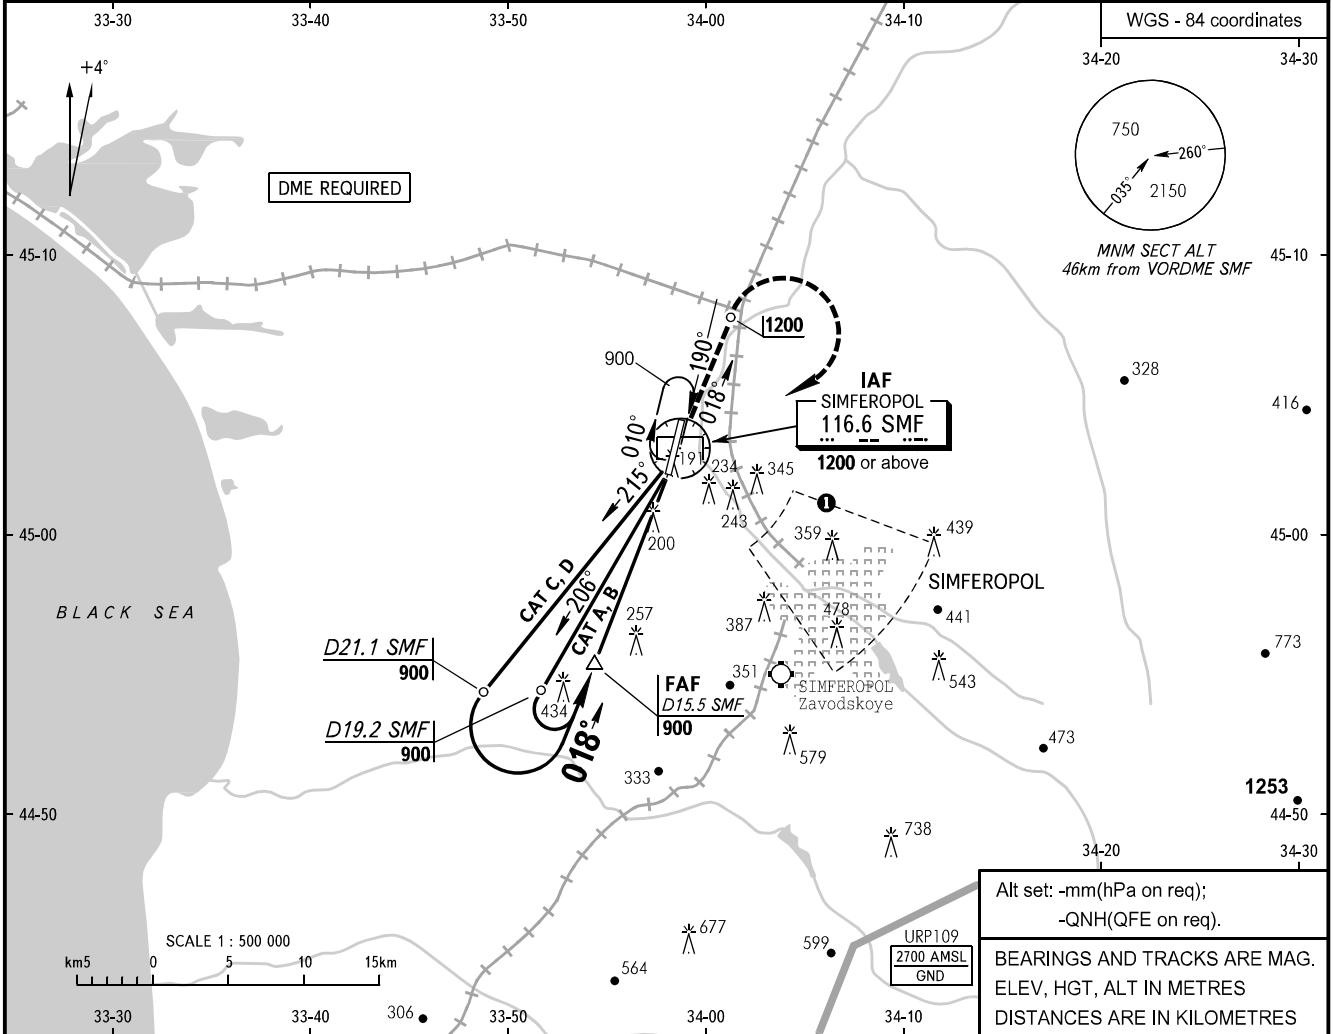 33-30
33-40
33-50
34-00
34-10
WGS - 84 coordinates
34-20
34-30
+4°
750
260°
035°
2150
DME REQUIRED
MNM SECT ALT
46km from VORDME SMF
45-10
45-10
1200
190°
900
018°
IAF
SIMFEROPOL
116.6 SMF
1200 or above
328
416
010°
215°
191
234
345
243
200
1
359
439
45-00
45-00
BLACK SEA
CAT C, D
206°
CAT A, B
257
387
478
SIMFEROPOL
441
773
D21.1 SMF
900
351
543
SIMFEROPOL
Zavodskoye
FAF
D15.5 SMF
900
434
D19.2 SMF
900
018°
579
473
333
1253
44-50
44-50
738
34-20
34-30
677
599
564
306
URP109
2700 AMSL
GND
SCALE 1 : 500 000
km5 0 5 10 15km
Alt set: -mm(hPa on req);
-QNH(QFE on req).
BEARINGS AND TRACKS ARE MAG.
ELEV, HGT, ALT IN METRES
DISTANCES ARE IN KILOMETRES
33-30
33-40
33-50
34-00
34-10